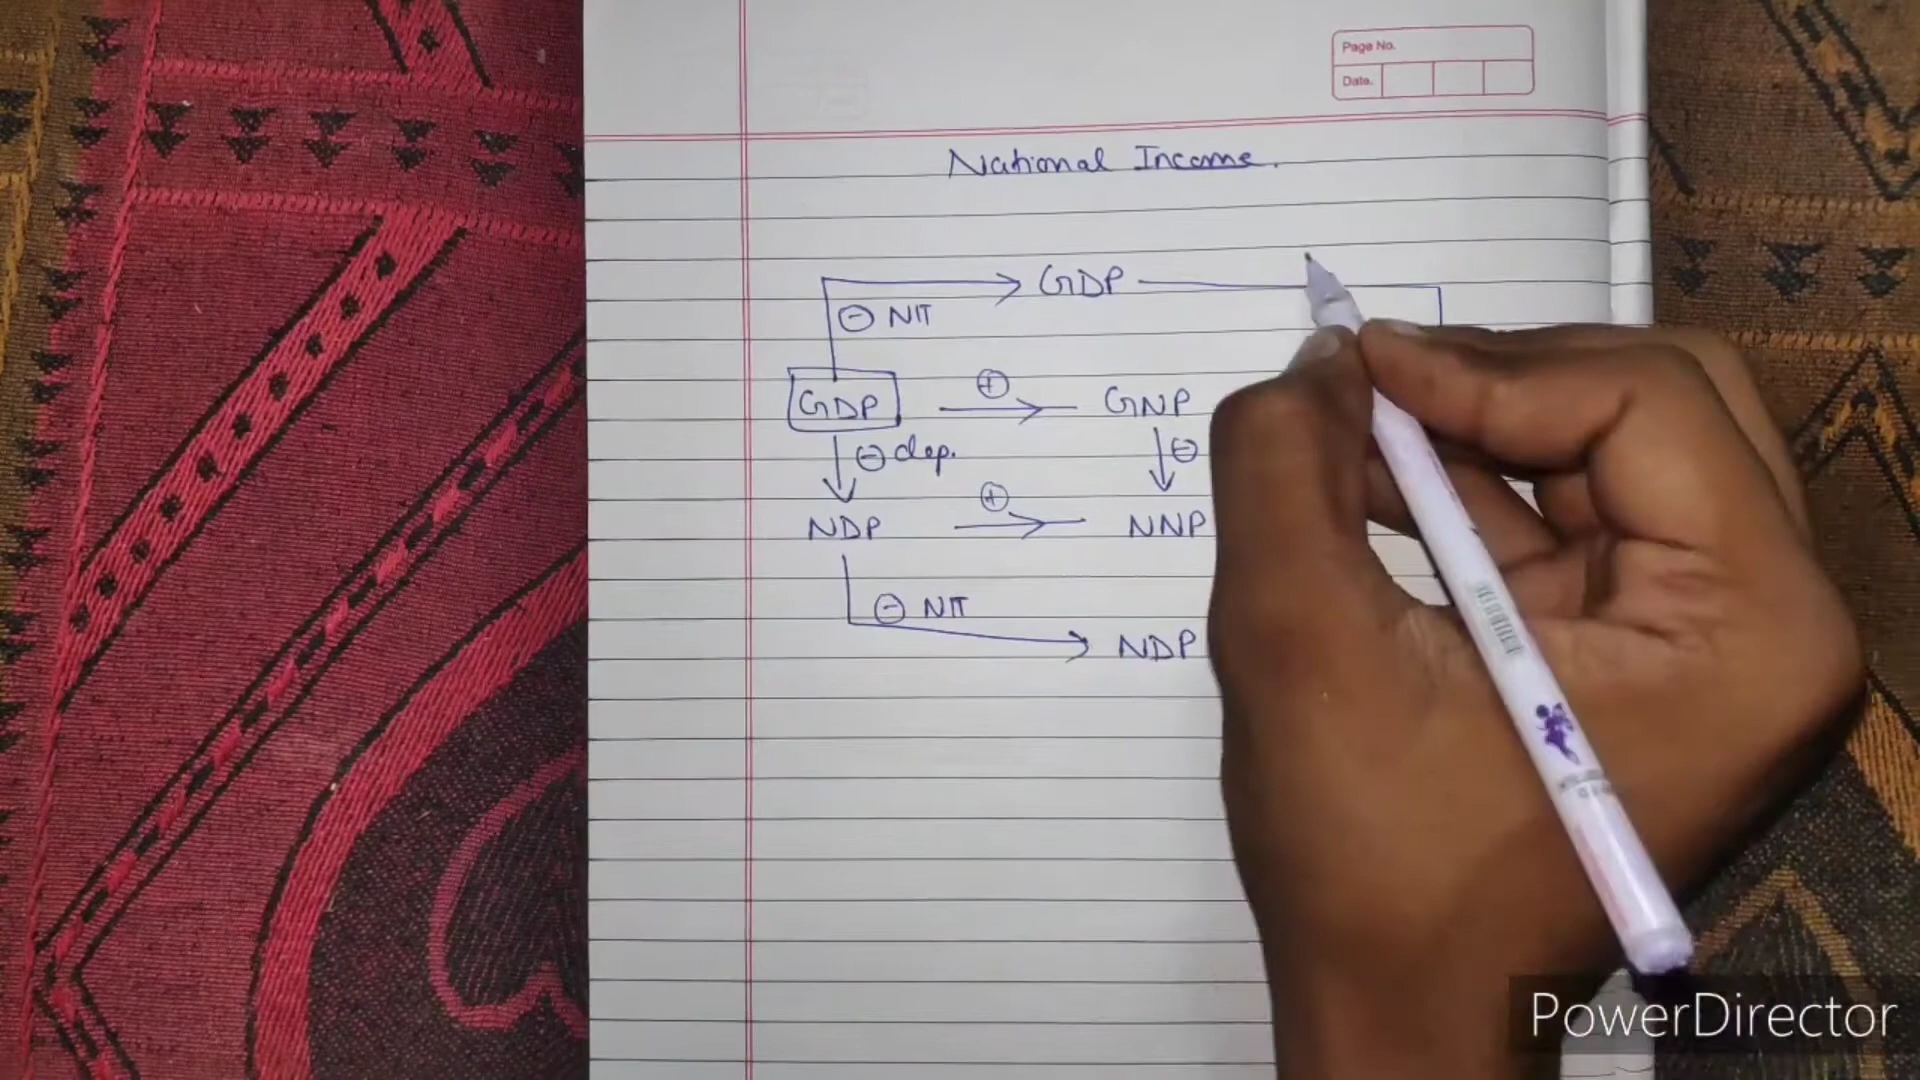 Page No.
Date.
National Income.
GDP
⊖ NIT
GDP ⊕ GNP
⊖ dep. ⊖
NDP ⊕ NNP
⊖ NIT
NDP
PowerDirector